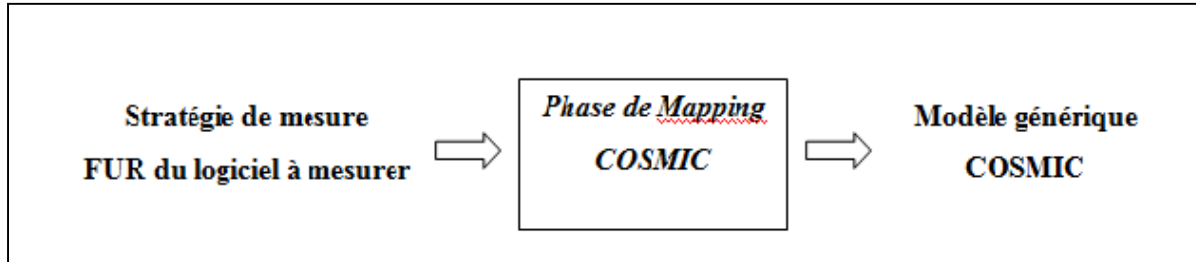 Stratégie de mesure
FUR du logiciel à mesurer
Phase de Mapping
COSMIC
Modèle générique
COSMIC